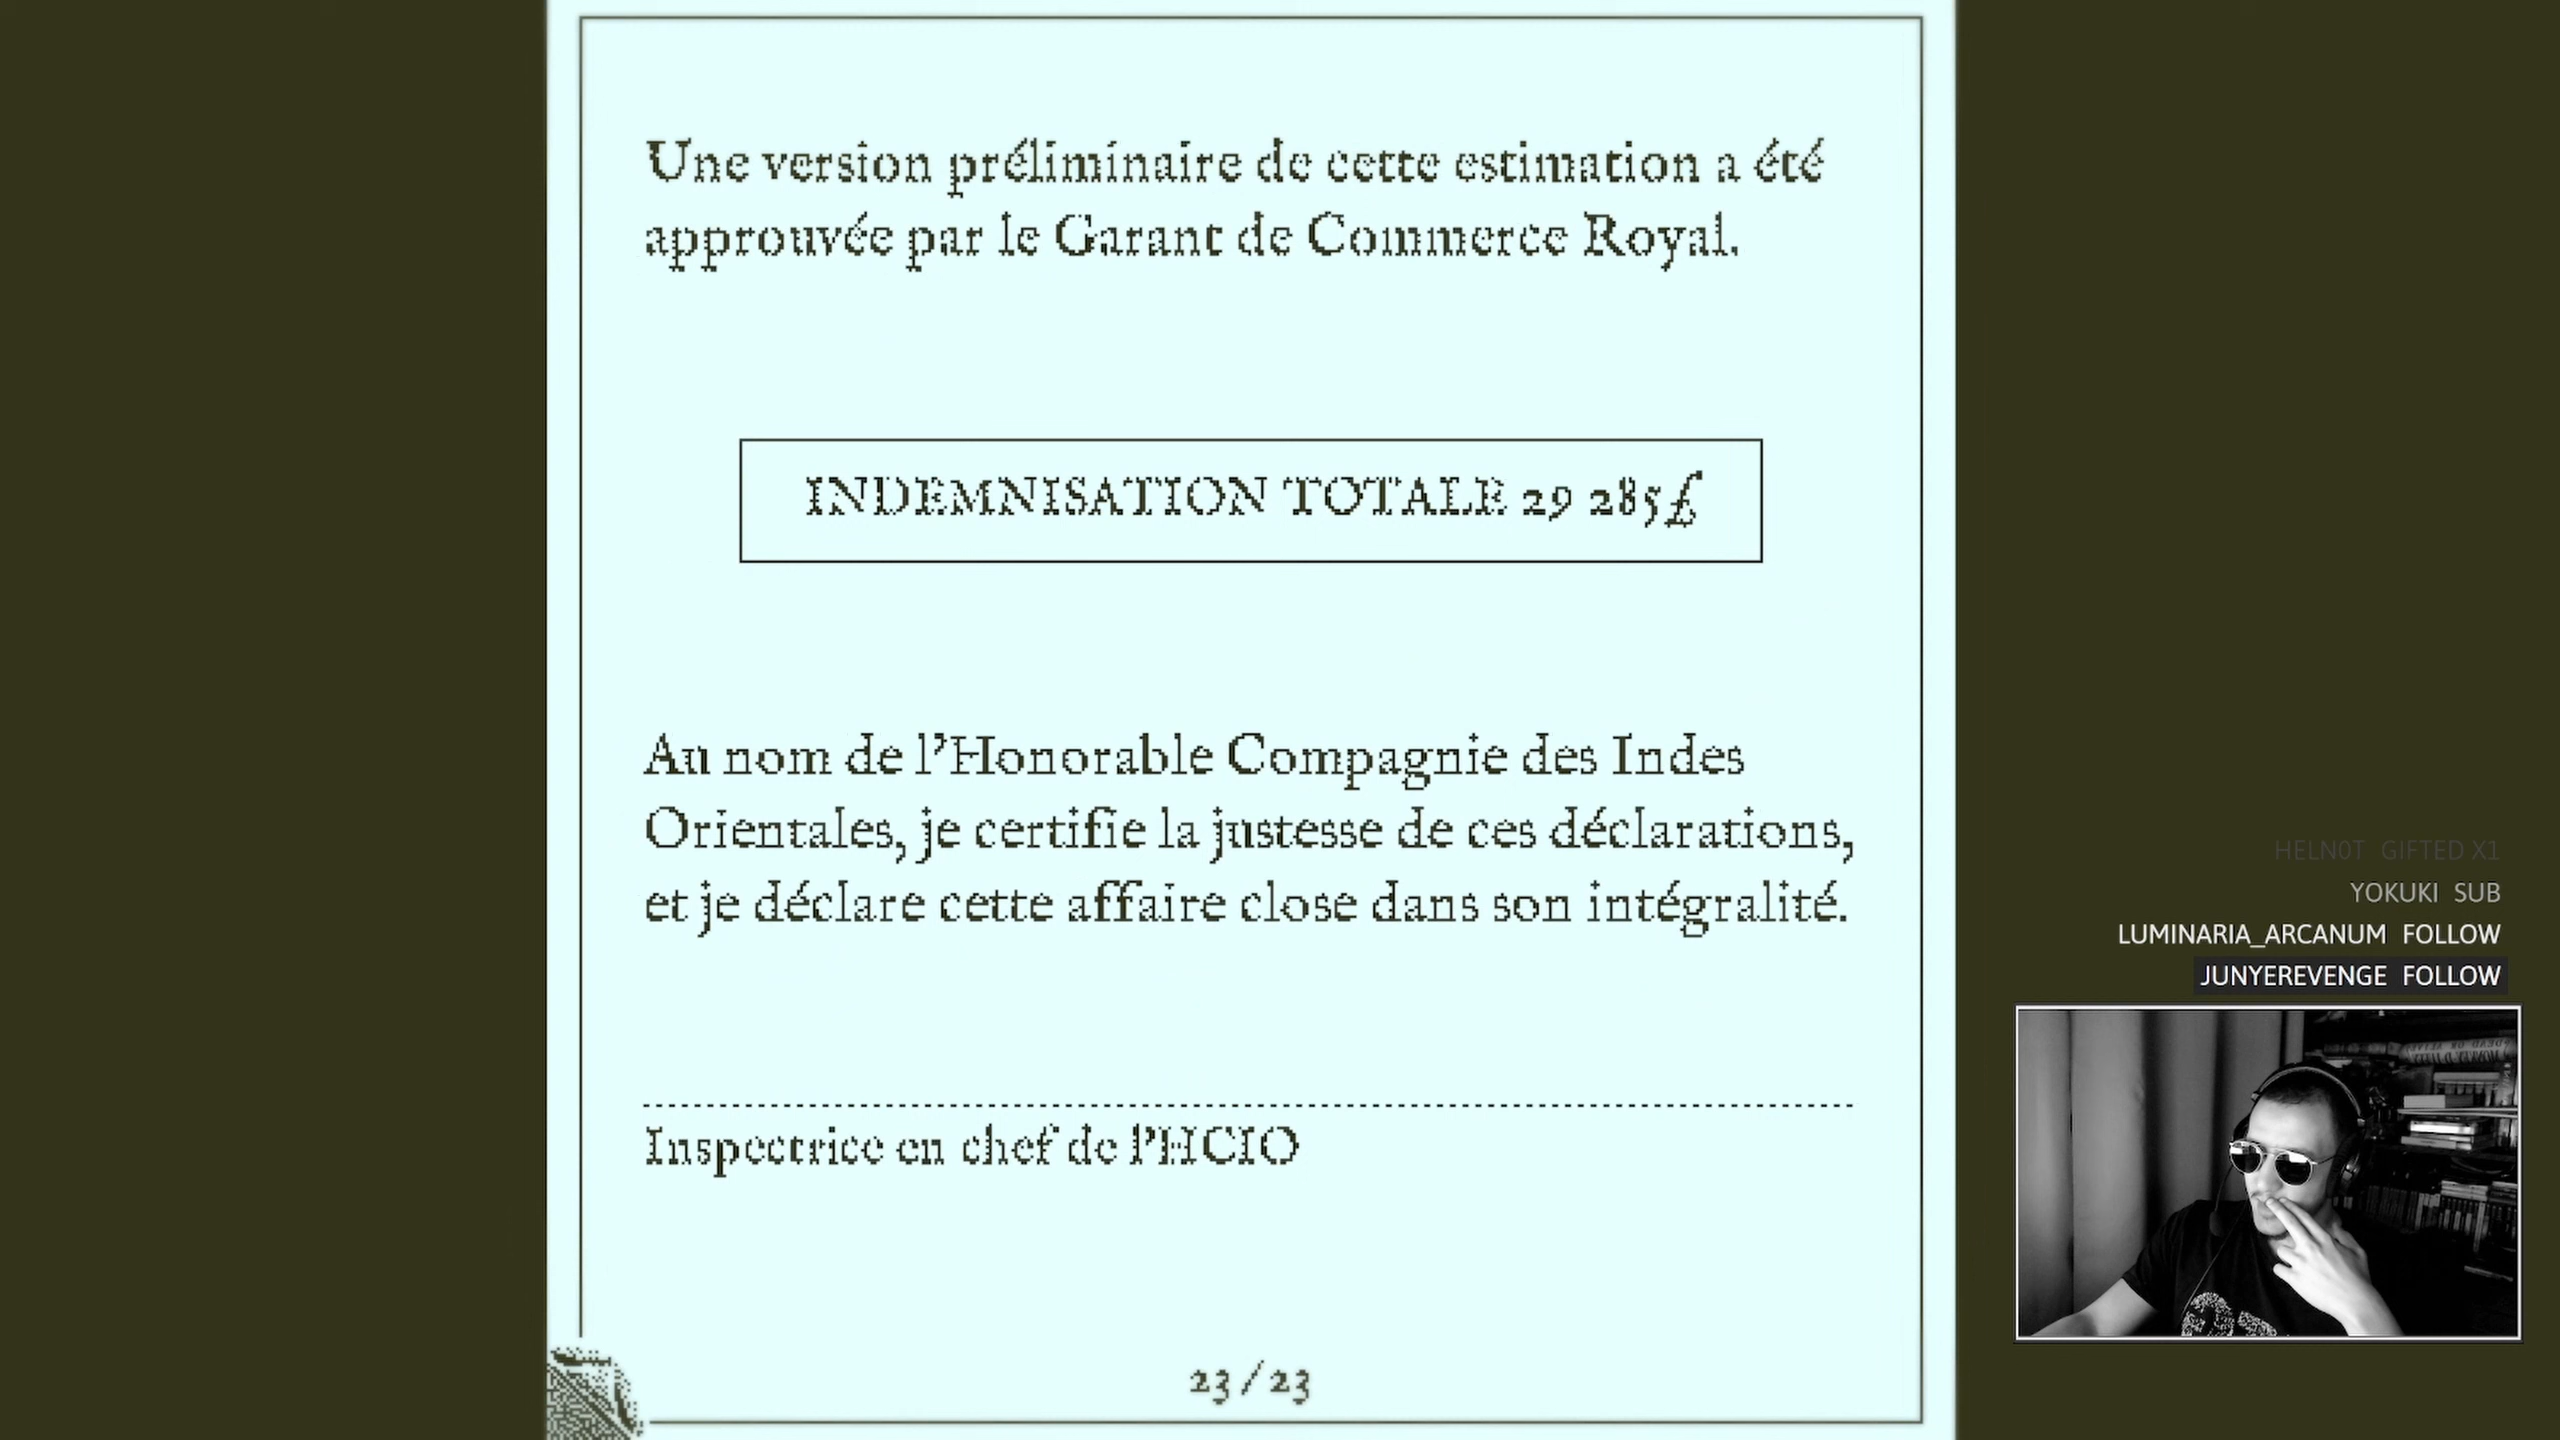 Une version préliminaire de cette estimation a été
approuvée par le Garant de Commerce Royal.
INDEMNISATION TOTALE 29 285£
Au nom de l'Honorable Compagnie des Indes
Orientales, je certifie la justesse de ces déclarations,
et je déclare cette affaire close dans son intégralité.
Inspectrice en chef de l'HCIO
23/23
HELN0T GIFTED X1
YOKUKI SUB
LUMINARIA_ARCANUM FOLLOW
JUNYEREVENGE FOLLOW